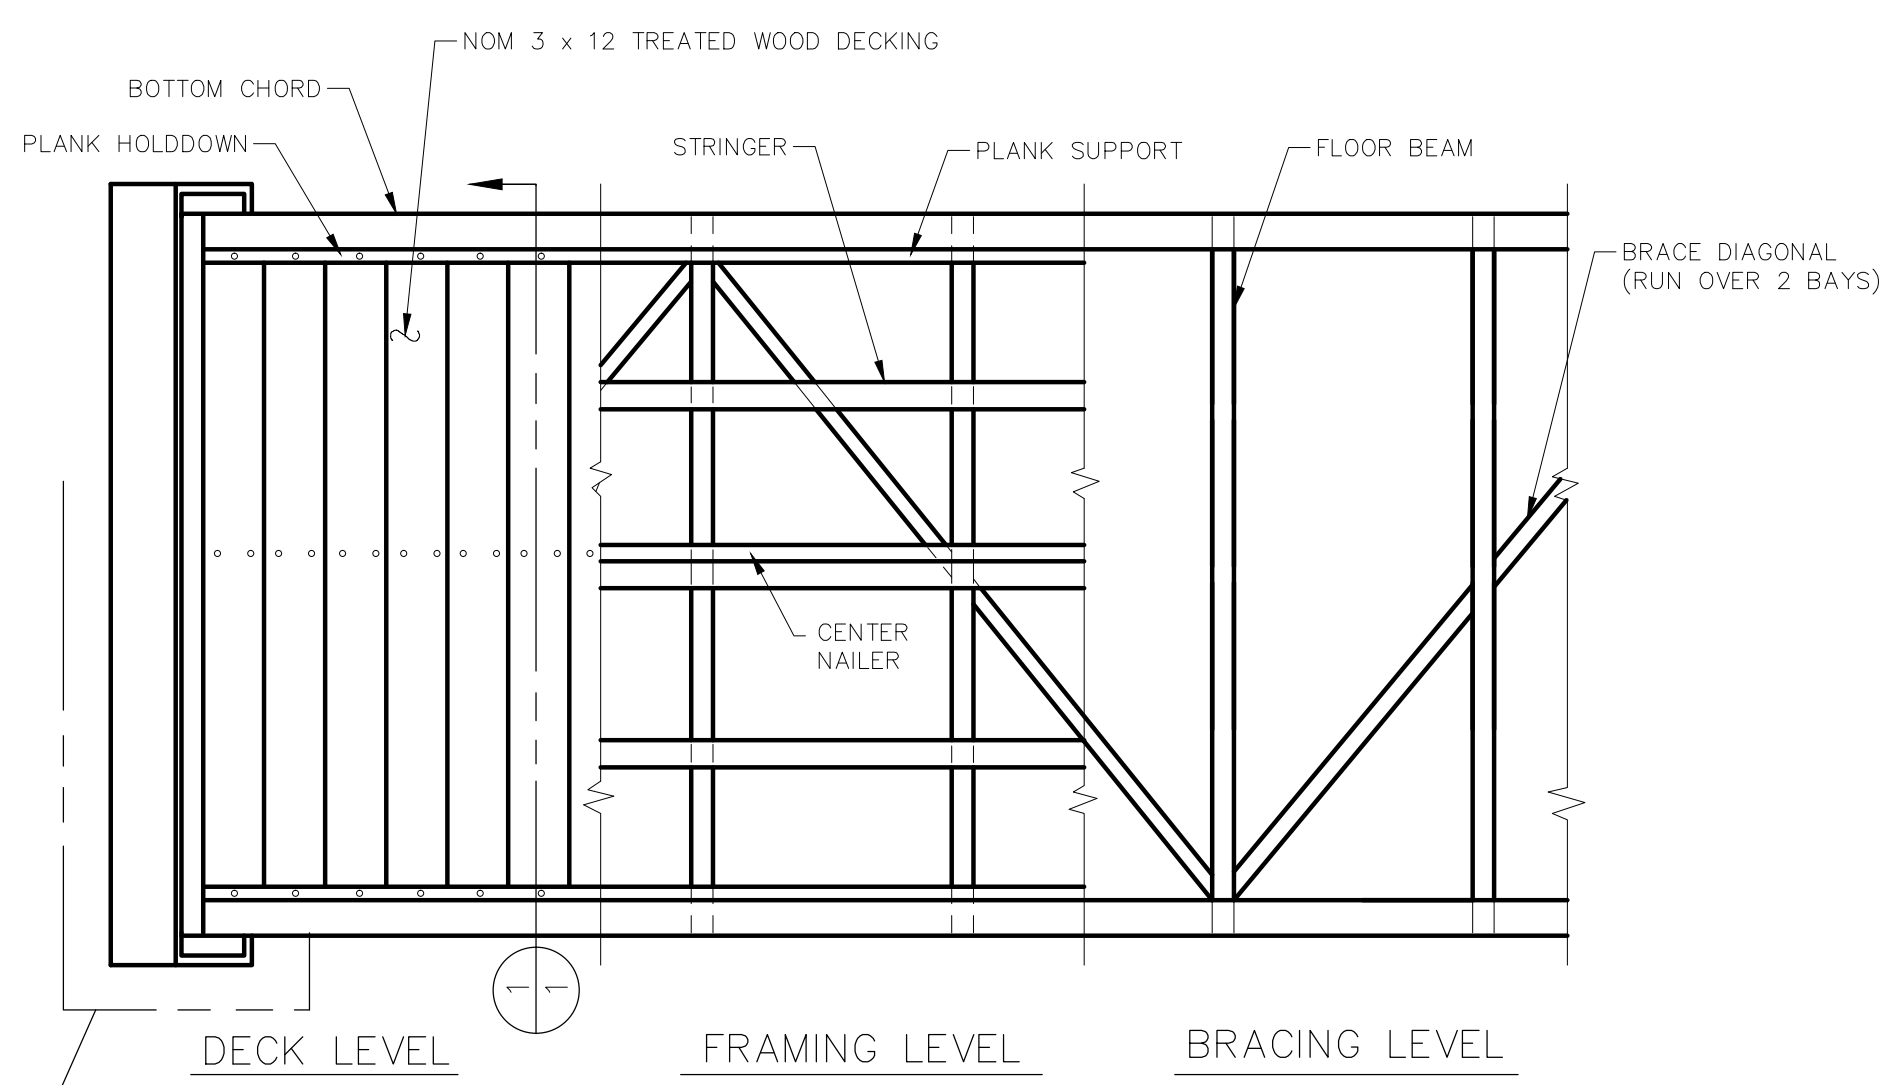 NOM 3 x 12 TREATED WOOD DECKING
BOTTOM CHORD
PLANK HOLDDOWN
STRINGER
PLANK SUPPORT
FLOOR BEAM
BRACE DIAGONAL
(RUN OVER 2 BAYS)
CENTER
NAILER
1 1
DECK LEVEL
FRAMING LEVEL
BRACING LEVEL